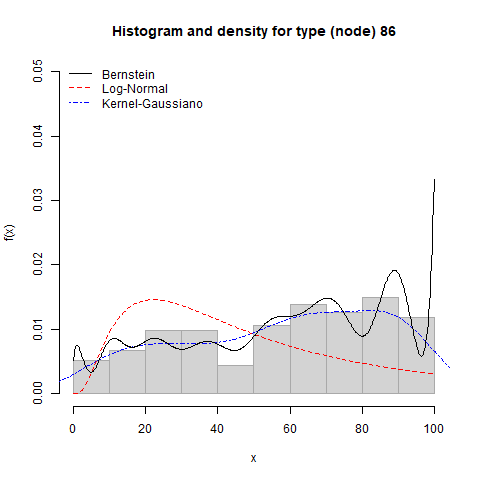 Histogram and density for type (node) 86
Bernstein
Log-Normal
Kernel-Gaussiano
f(x)
0.05
0.04
0.03
0.02
0.01
0.00
0 20 40 60 80 100
x